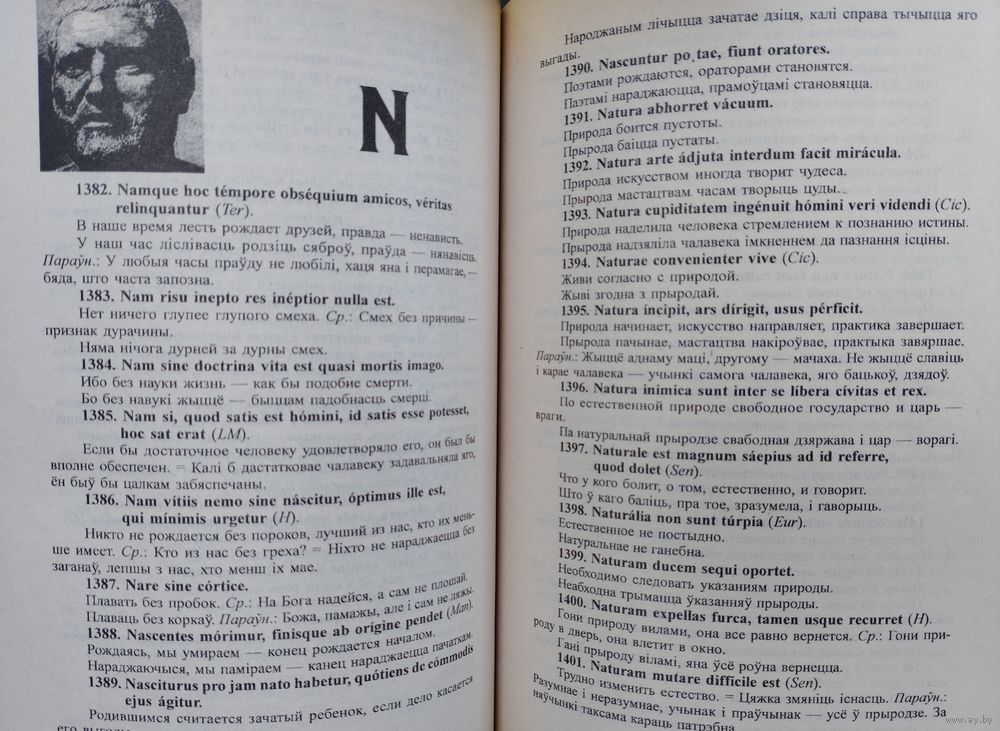 N
1382. Namque hoc témpore obséquium amicos, véritas
relinquantur (Ter).
В наше время лесть рождает друзей, правда — ненависть.
У наш час ліслівасць родзіць сяброў, праўда — нянавісць.
Параўн.: У любыя часы праўду не любілі, хаця яна і перамагае, —
бяда, што часта запозна.
1383. Nam risu inepto res inéptior nulla est.
Нет ничего глупее глупого смеха. Ср.: Смех без причины —
признак дурачины.
Няма нічога дурней за дурны смех.
1384. Nam sine doctrina vita est quasi mortis imago.
Ибо без науки жизнь — как бы подобие смерти.
Бо без навукі жыццё — быццам падобнасць смерці.
1385. Nam si, quod satis est hómini, id satis esse potesset,
hoc sat erat (LM).
Если бы достаточное человеку удовлетворяло его, он был бы
вполне обеспечен. = Калі б дастатковае чалавеку задавальняла яго,
ён быў бы цалкам забяспечаны.
1386. Nam vítiis nemo sine náscitur, óptimus ille est,
qui mínimis urgetur (H).
Никто не рождается без пороков, лучший из нас, кто их мень-
ше имеет. Ср.: Кто из нас без греха? = Ніхто не нараджаецца без
заганаў, лепшы з нас, хто менш іх мае.
1387. Nare sine córtice.
Плавать без пробок. Ср.: На Бога надейся, а сам не плошай.
Плаваць без коркаў. Параўн.: Божа, памажы, але і сам не ляжы.
1388. Nascentes mórimur, finisque ab origine pendet (Man).
Рождаясь, мы умираем — конец рождается началом.
Нараджаючыся, мы паміраем — канец нараджаецца пачаткам.
1389. Nasciturus pro jam nato habetur, quótiens de cómmodis
ejus ágitur.
Родившимся считается зачатый ребенок, если дело касается
его выгоды.
Народжаным лічыцца зачатае дзіця, калі справа тычыцца яго
выгады.
1390. Nascuntur po tae, fiunt oratores.
Поэтами рождаются, ораторами становятся.
Паэтамі нараджаюцца, прамоўцамі становяцца.
1391. Natura abhorret vácuum.
Природа боится пустоты.
Прырода баіцца пустаты.
1392. Natura arte ádjuta interdum facit mirácula.
Природа искусством иногда творит чудеса.
Прырода мастацтвам часам творыць цуды.
1393. Natura cupiditatem ingénuit hómini veri videndi (Cic).
Природа наделила человека стремлением к познанию истины.
Прырода надзяліла чалавека імкненнем да пазнання ісціны.
1394. Naturae convenienter vive (Cic).
Живи согласно с природой.
Жыві згодна з прыродай.
1395. Natura íncipit, ars dírigit, usus pérficit.
Природа начинает, искусство направляет, практика завершает.
Прырода пачынае, мастацтва накіроўвае, практыка завяршае.
Параўн.: Жыццё аднаму маці, другому — мачаха. Не жыццё славіць
і карае чалавека — учынкі самога чалавека, яго бацькоў, дзядоў.
1396. Natura inimica sunt inter se líbera cívitas et rex.
По естественной природе свободное государство и царь —
враги.
Па натуральнай прыродзе свабодная дзяржава і цар — ворагі.
1397. Naturale est magnum sáepius ad id referre,
quod dolet (Sen).
Что у кого болит, о том, естественно, и говорит.
Што ў каго баліць, пра тое, зразумела, і гаворыць.
1398. Naturália non sunt túrpia (Eur).
Естественное не постыдно.
Натуральнае не ганебна.
1399. Naturam ducem sequi oportet.
Необходимо следовать указаниям природы.
Неабходна трымацца ўказанняў прыроды.
1400. Naturam expellas furca, tamen usque recurret (H).
Гони природу вилами, она все равно вернется. Ср.: Гони при-
роду в дверь, она влетит в окно.
Гані прыроду віламі, яна ўсё роўна вернецца.
1401. Naturam mutare difficile est (Sen).
Трудно изменить естество. = Цяжка змяніць існасць. Параўн.:
Разумнае і неразумнае, учынак і праўчынак — усё ў прыродзе. За
няўчынкі таксама караць патрэбна.
www.ay.by